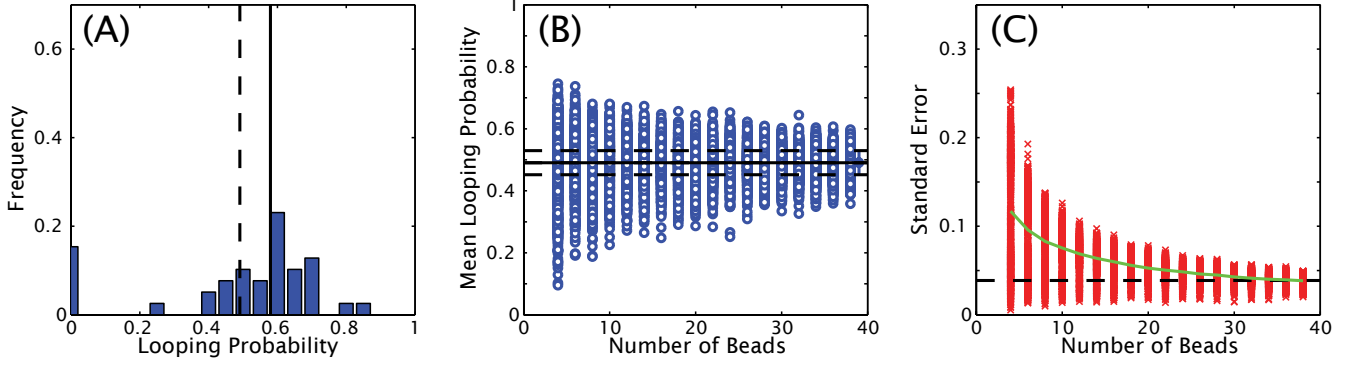 (A)
Frequency
0.6
0.4
0.2
0
0 0.2 0.4 0.6 0.8 1
Looping Probability
(B)
Mean Looping Probability
1
0.8
0.6
0.4
0.2
0
0 10 20 30 40
Number of Beads
(C)
Standard Error
0.3
0.2
0.1
0
0 10 20 30 40
Number of Beads